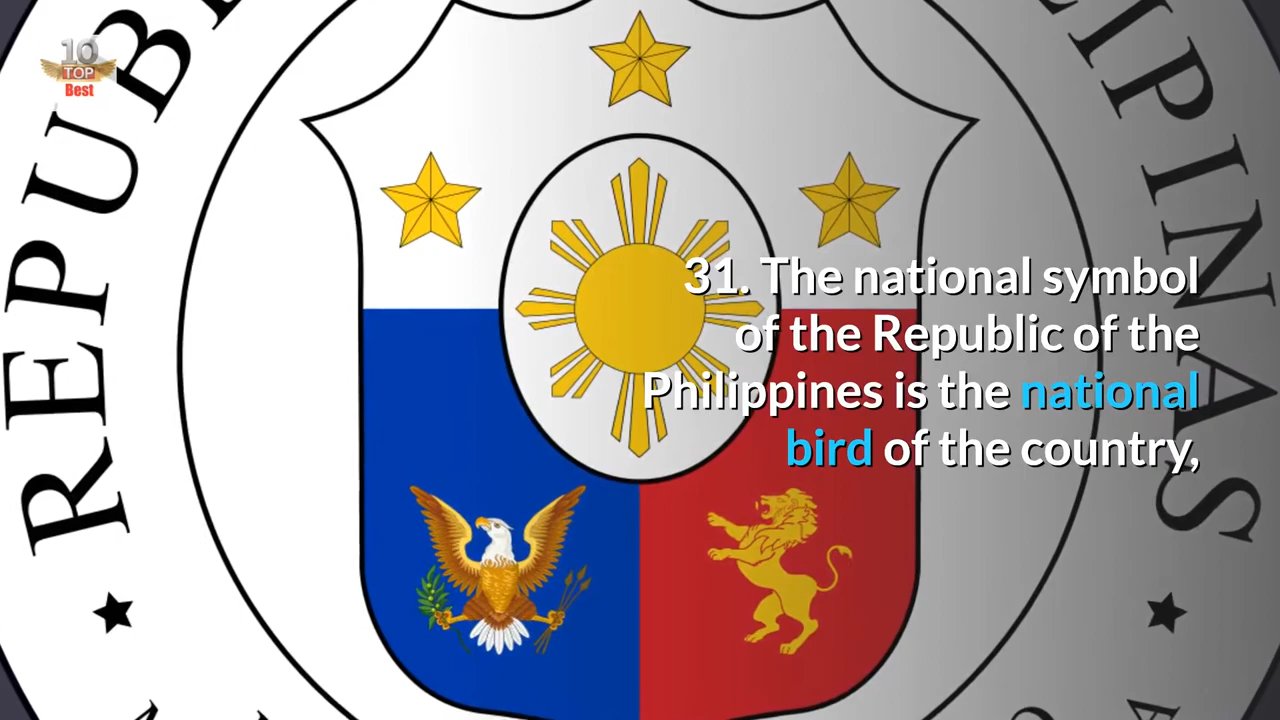 10
TOP
Best
REPUB
LIPINAS
31. The national symbol
of the Republic of the
Philippines is the national
bird of the country,